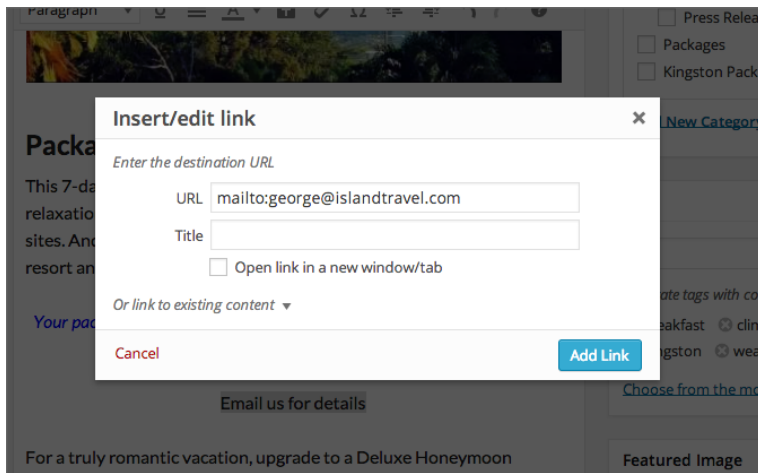 Paragraph
Press Relea
Packages
Kingston Pack
Insert/edit link
New Categor
Packa
Enter the destination URL
This 7-da
URL mailto:george@islandtravel.com
relaxatio
Title
sites. And
Open link in a new window/tab
resort an
Or link to existing content
ate tags with co
Your pac
eakfast clin
Cancel
Add Link
ngston wea
Choose from the mo
Email us for details
For a truly romantic vacation, upgrade to a Deluxe Honeymoon
Featured Image